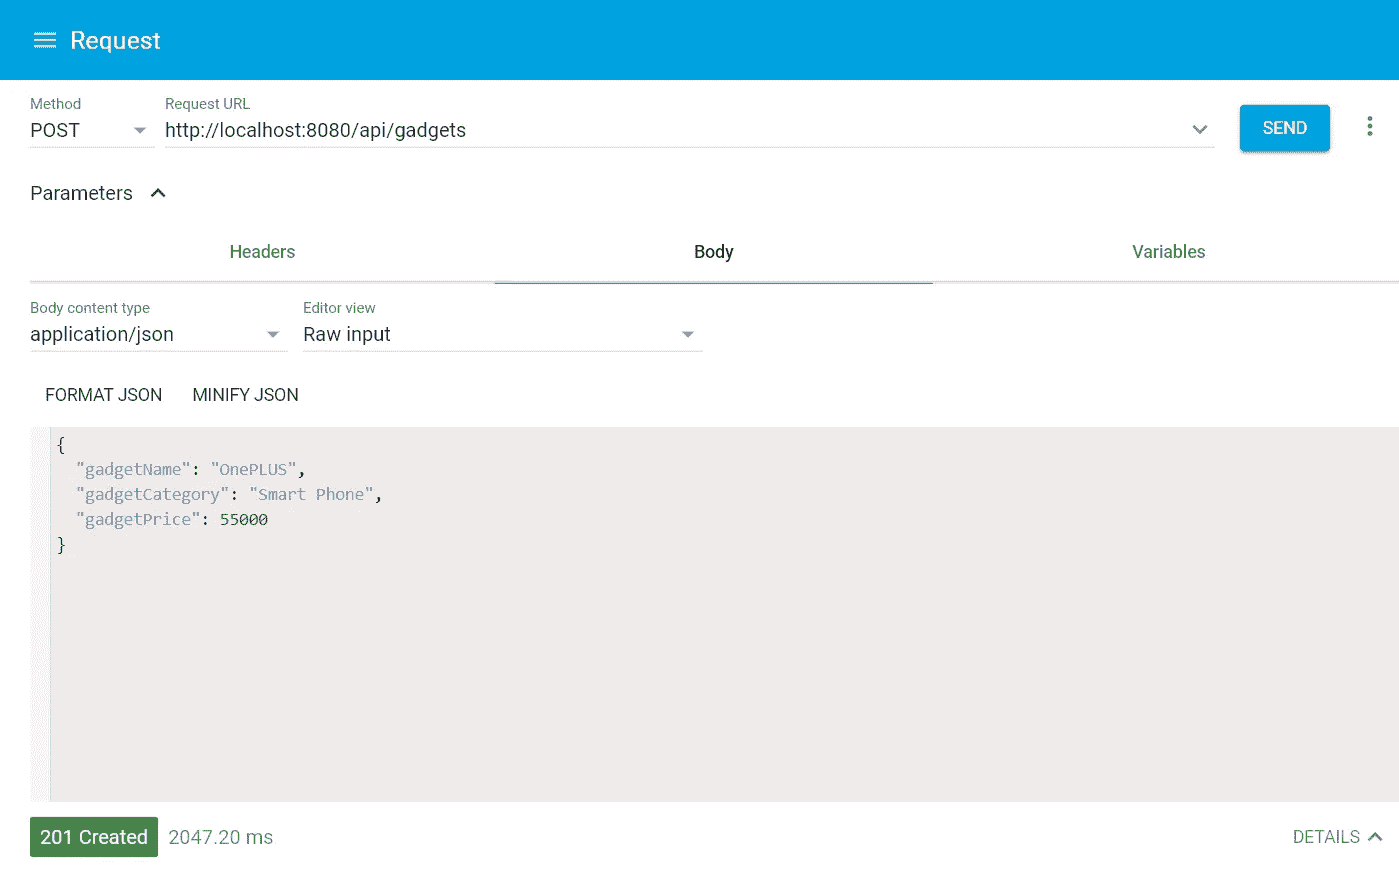 Request
Method
Request URL
POST
http://localhost:8080/api/gadgets
SEND
Parameters
Headers
Body
Variables
Body content type
Editor view
application/json
Raw input
FORMAT JSON
MINIFY JSON
{
"gadgetName": "OnePLUS",
"gadgetCategory": "Smart Phone",
"gadgetPrice": 55000
}
201 Created
2047.20 ms
DETAILS